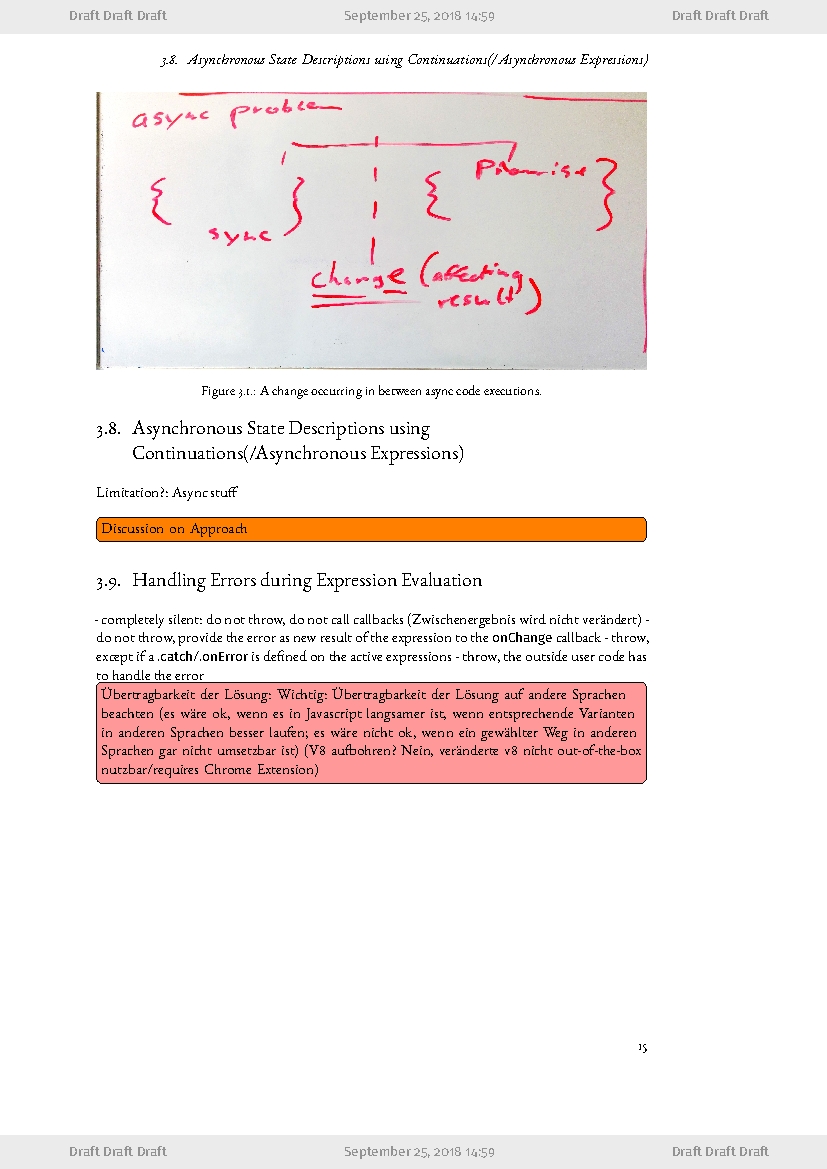 Draft Draft Draft September 25, 2018 14:59 Draft Draft Draft
3.8. Asynchronous State Descriptions using Continuations(/Asynchronous Expressions)
async problem
Promise
{ } { }
sync
change (affecting
result)
Figure 3.1.: A change occurring in between async code executions.
3.8. Asynchronous State Descriptions using
Continuations(/Asynchronous Expressions)
Limitation?: Async stuff
Discussion on Approach
3.9. Handling Errors during Expression Evaluation
- completely silent: do not throw, do not call callbacks (Zwischenergebnis wird nicht verändert) -
do not throw, provide the error as new result of the expression to the onChange callback - throw,
except if a .catch/.onError is defined on the active expressions - throw, the outside user code has
to handle the error
Übertragbarkeit der Lösung: Wichtig: Übertragbarkeit der Lösung auf andere Sprachen
beachten (es wäre ok, wenn es in Javascript langsamer ist, wenn entsprechende Varianten
in anderen Sprachen besser laufen; es wäre nicht ok, wenn ein gewählter Weg in anderen
Sprachen gar nicht umsetzbar ist) (V8 aufbohren? Nein, veränderte v8 nicht out-of-the-box
nutzbar/requires Chrome Extension)
15
Draft Draft Draft September 25, 2018 14:59 Draft Draft Draft